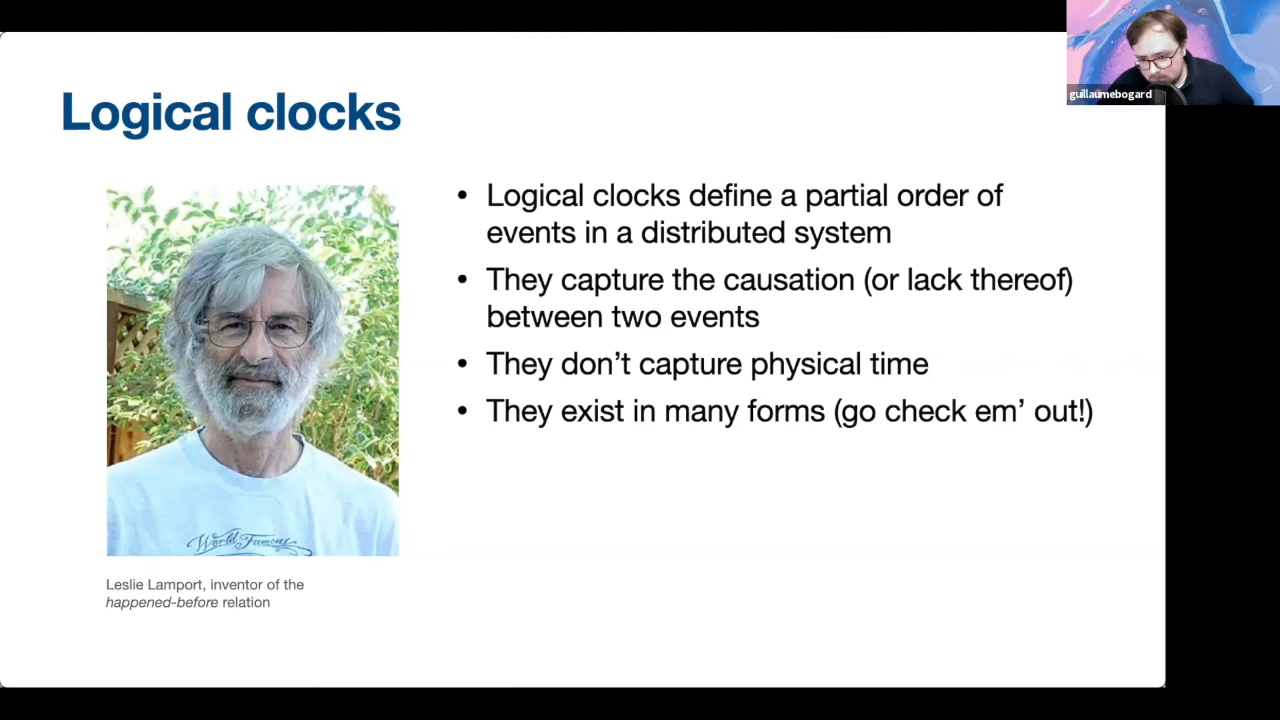 guillaumebogard
Logical clocks
• Logical clocks define a partial order of
events in a distributed system
• They capture the causation (or lack thereof)
between two events
• They don’t capture physical time
• They exist in many forms (go check em’ out!)
World Famous
Leslie Lamport, inventor of the
happened-before relation